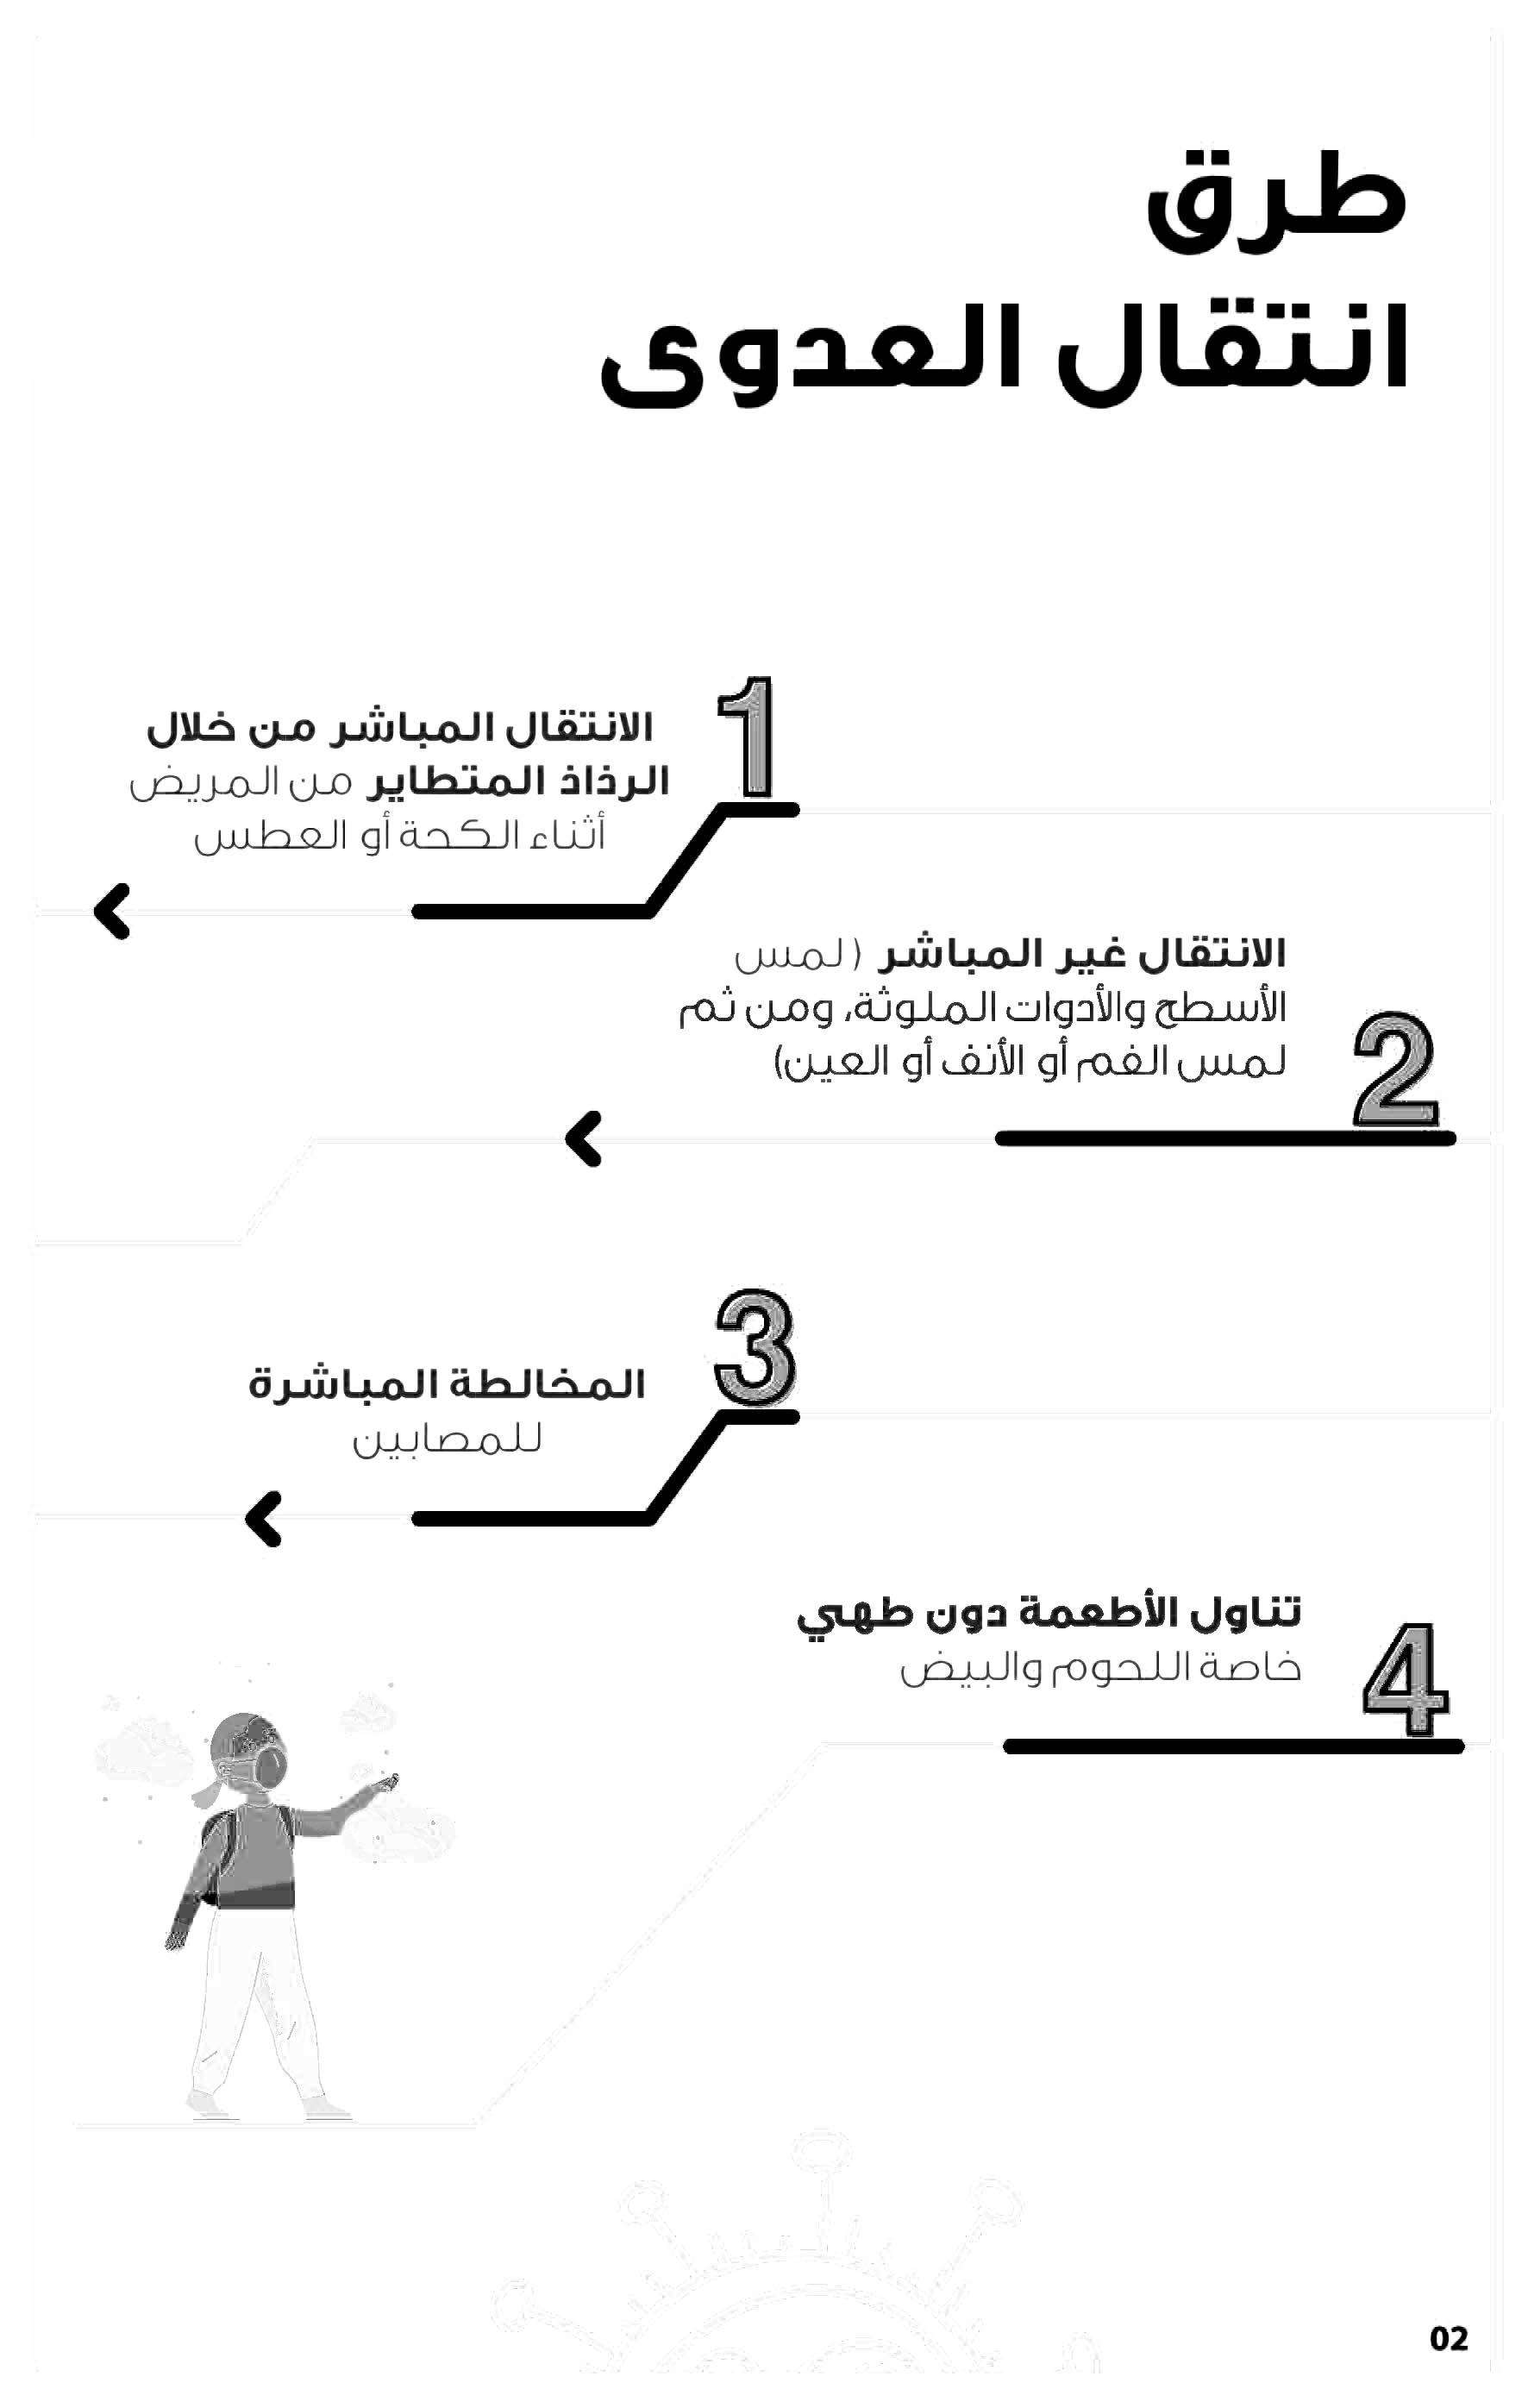 طرق
انتقال العدوى
1
الانتقال المباشر من خلال
الرذاذ المتطاير من المريض
أثناء الكحة أو العطس
2
الانتقال غير المباشر (لمس
الأسطح والأدوات الملوثة، ومن ثم
لمس الفم أو الأنف أو العين)
3
المخالطة المباشرة
للمصابين
4
تناول الأطعمة دون طهي
خاصة اللحوم والبيض
02